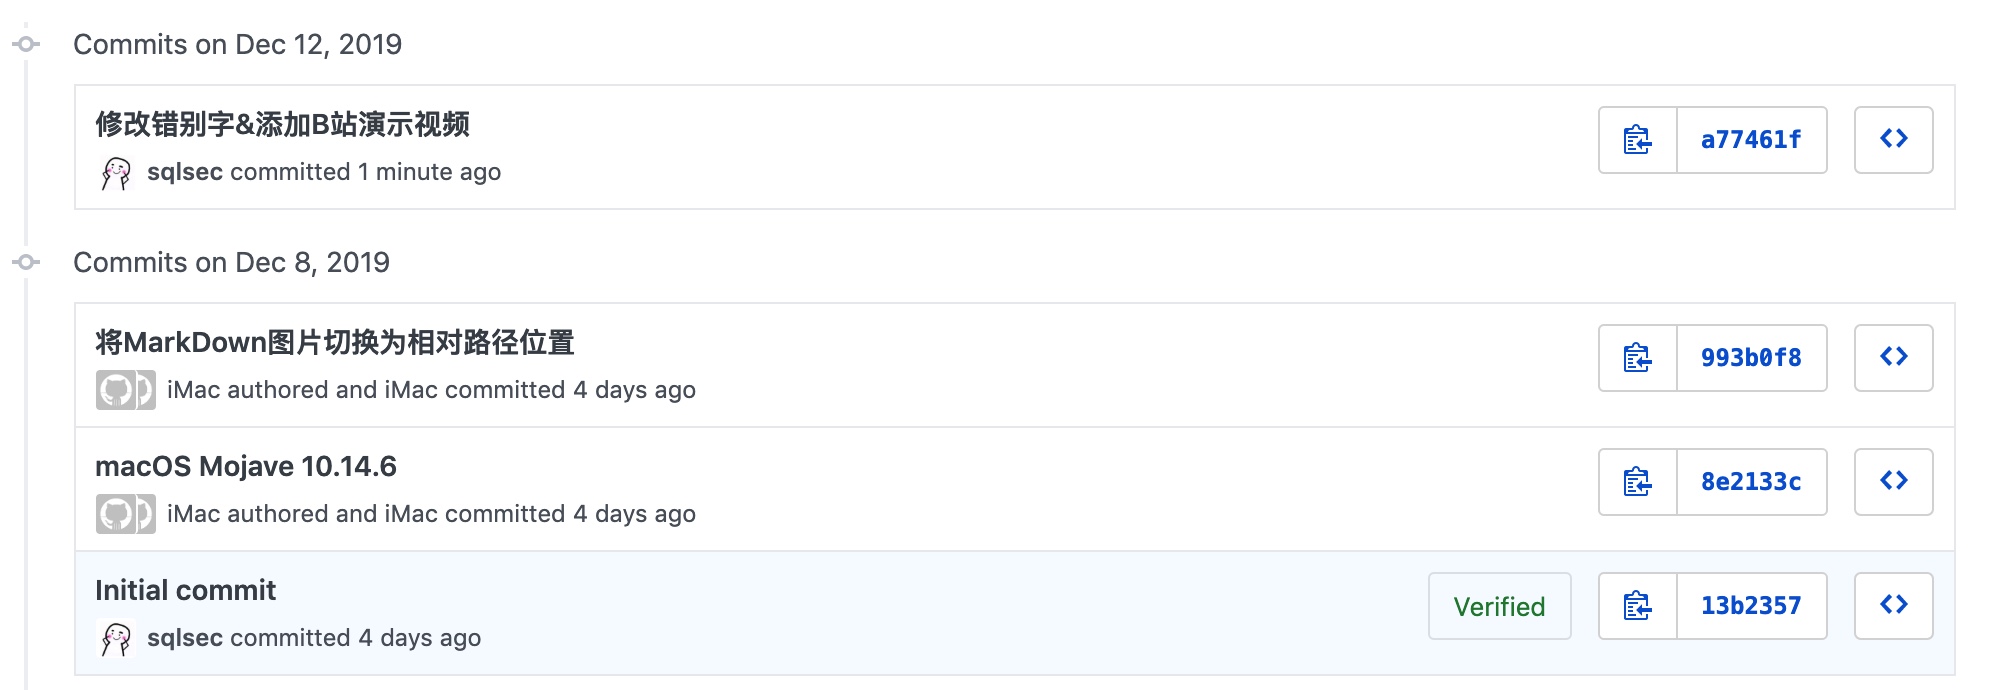 Commits on Dec 12, 2019
修改错别字&添加B站演示视频
a77461f
sqlsec committed 1 minute ago
Commits on Dec 8, 2019
将MarkDown图片切换为相对路径位置
993b0f8
iMac authored and iMac committed 4 days ago
macOS Mojave 10.14.6
8e2133c
iMac authored and iMac committed 4 days ago
Initial commit
Verified
13b2357
sqlsec committed 4 days ago